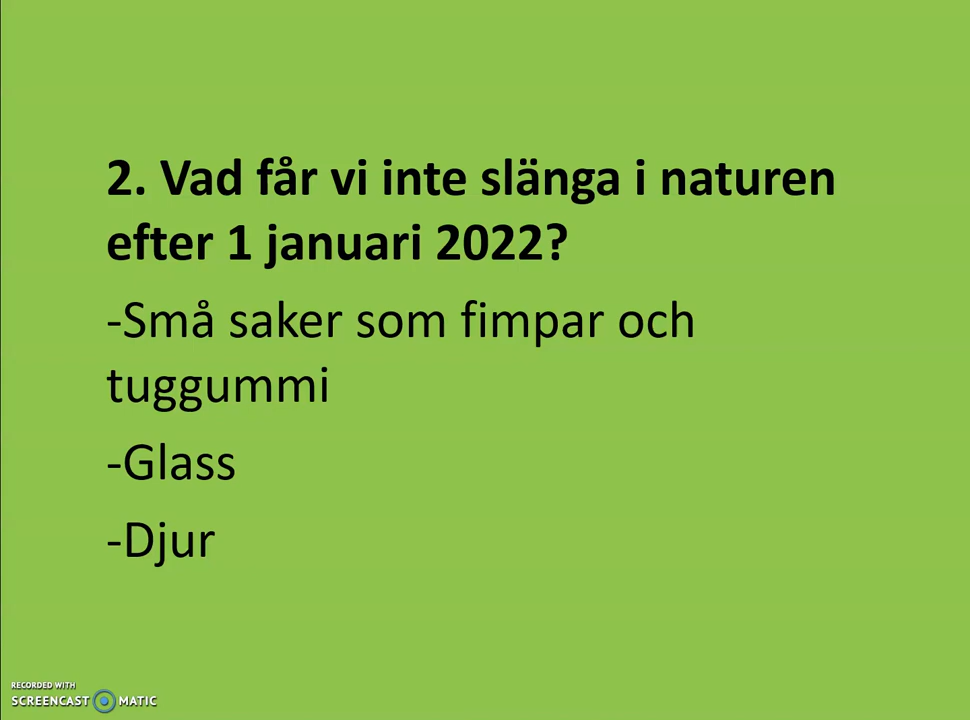 2. Vad får vi inte slänga i naturen
efter 1 januari 2022?
-Små saker som fimpar och
tuggummi
-Glass
-Djur
RECORDED WITH
SCREENCAST MATIC